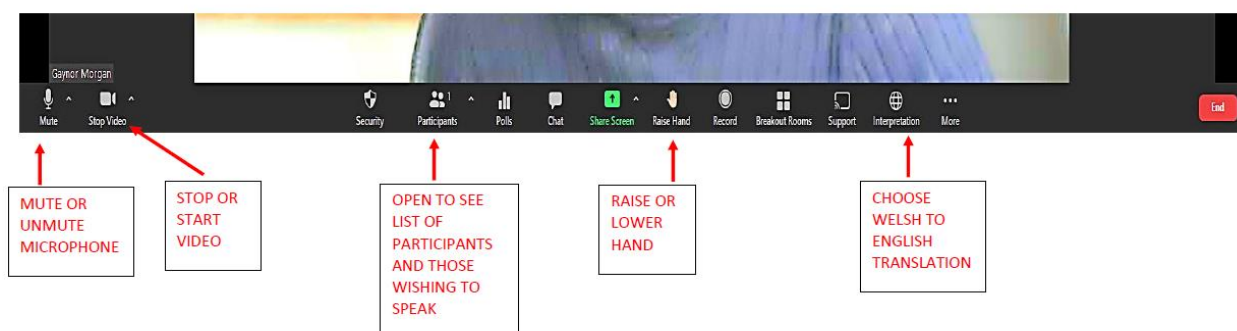 Gaynor Morgan
Mute
Stop Video
Security
Participants
1
Polls
Chat
Share Screen
Raise Hand
Record
Breakout Rooms
Support
Interpretation
More
End
MUTE OR
UNMUTE
MICROPHONE
STOP OR
START
VIDEO
OPEN TO SEE
LIST OF
PARTICIPANTS
AND THOSE
WISHING TO
SPEAK
RAISE OR
LOWER
HAND
CHOOSE
WELSH TO
ENGLISH
TRANSLATION